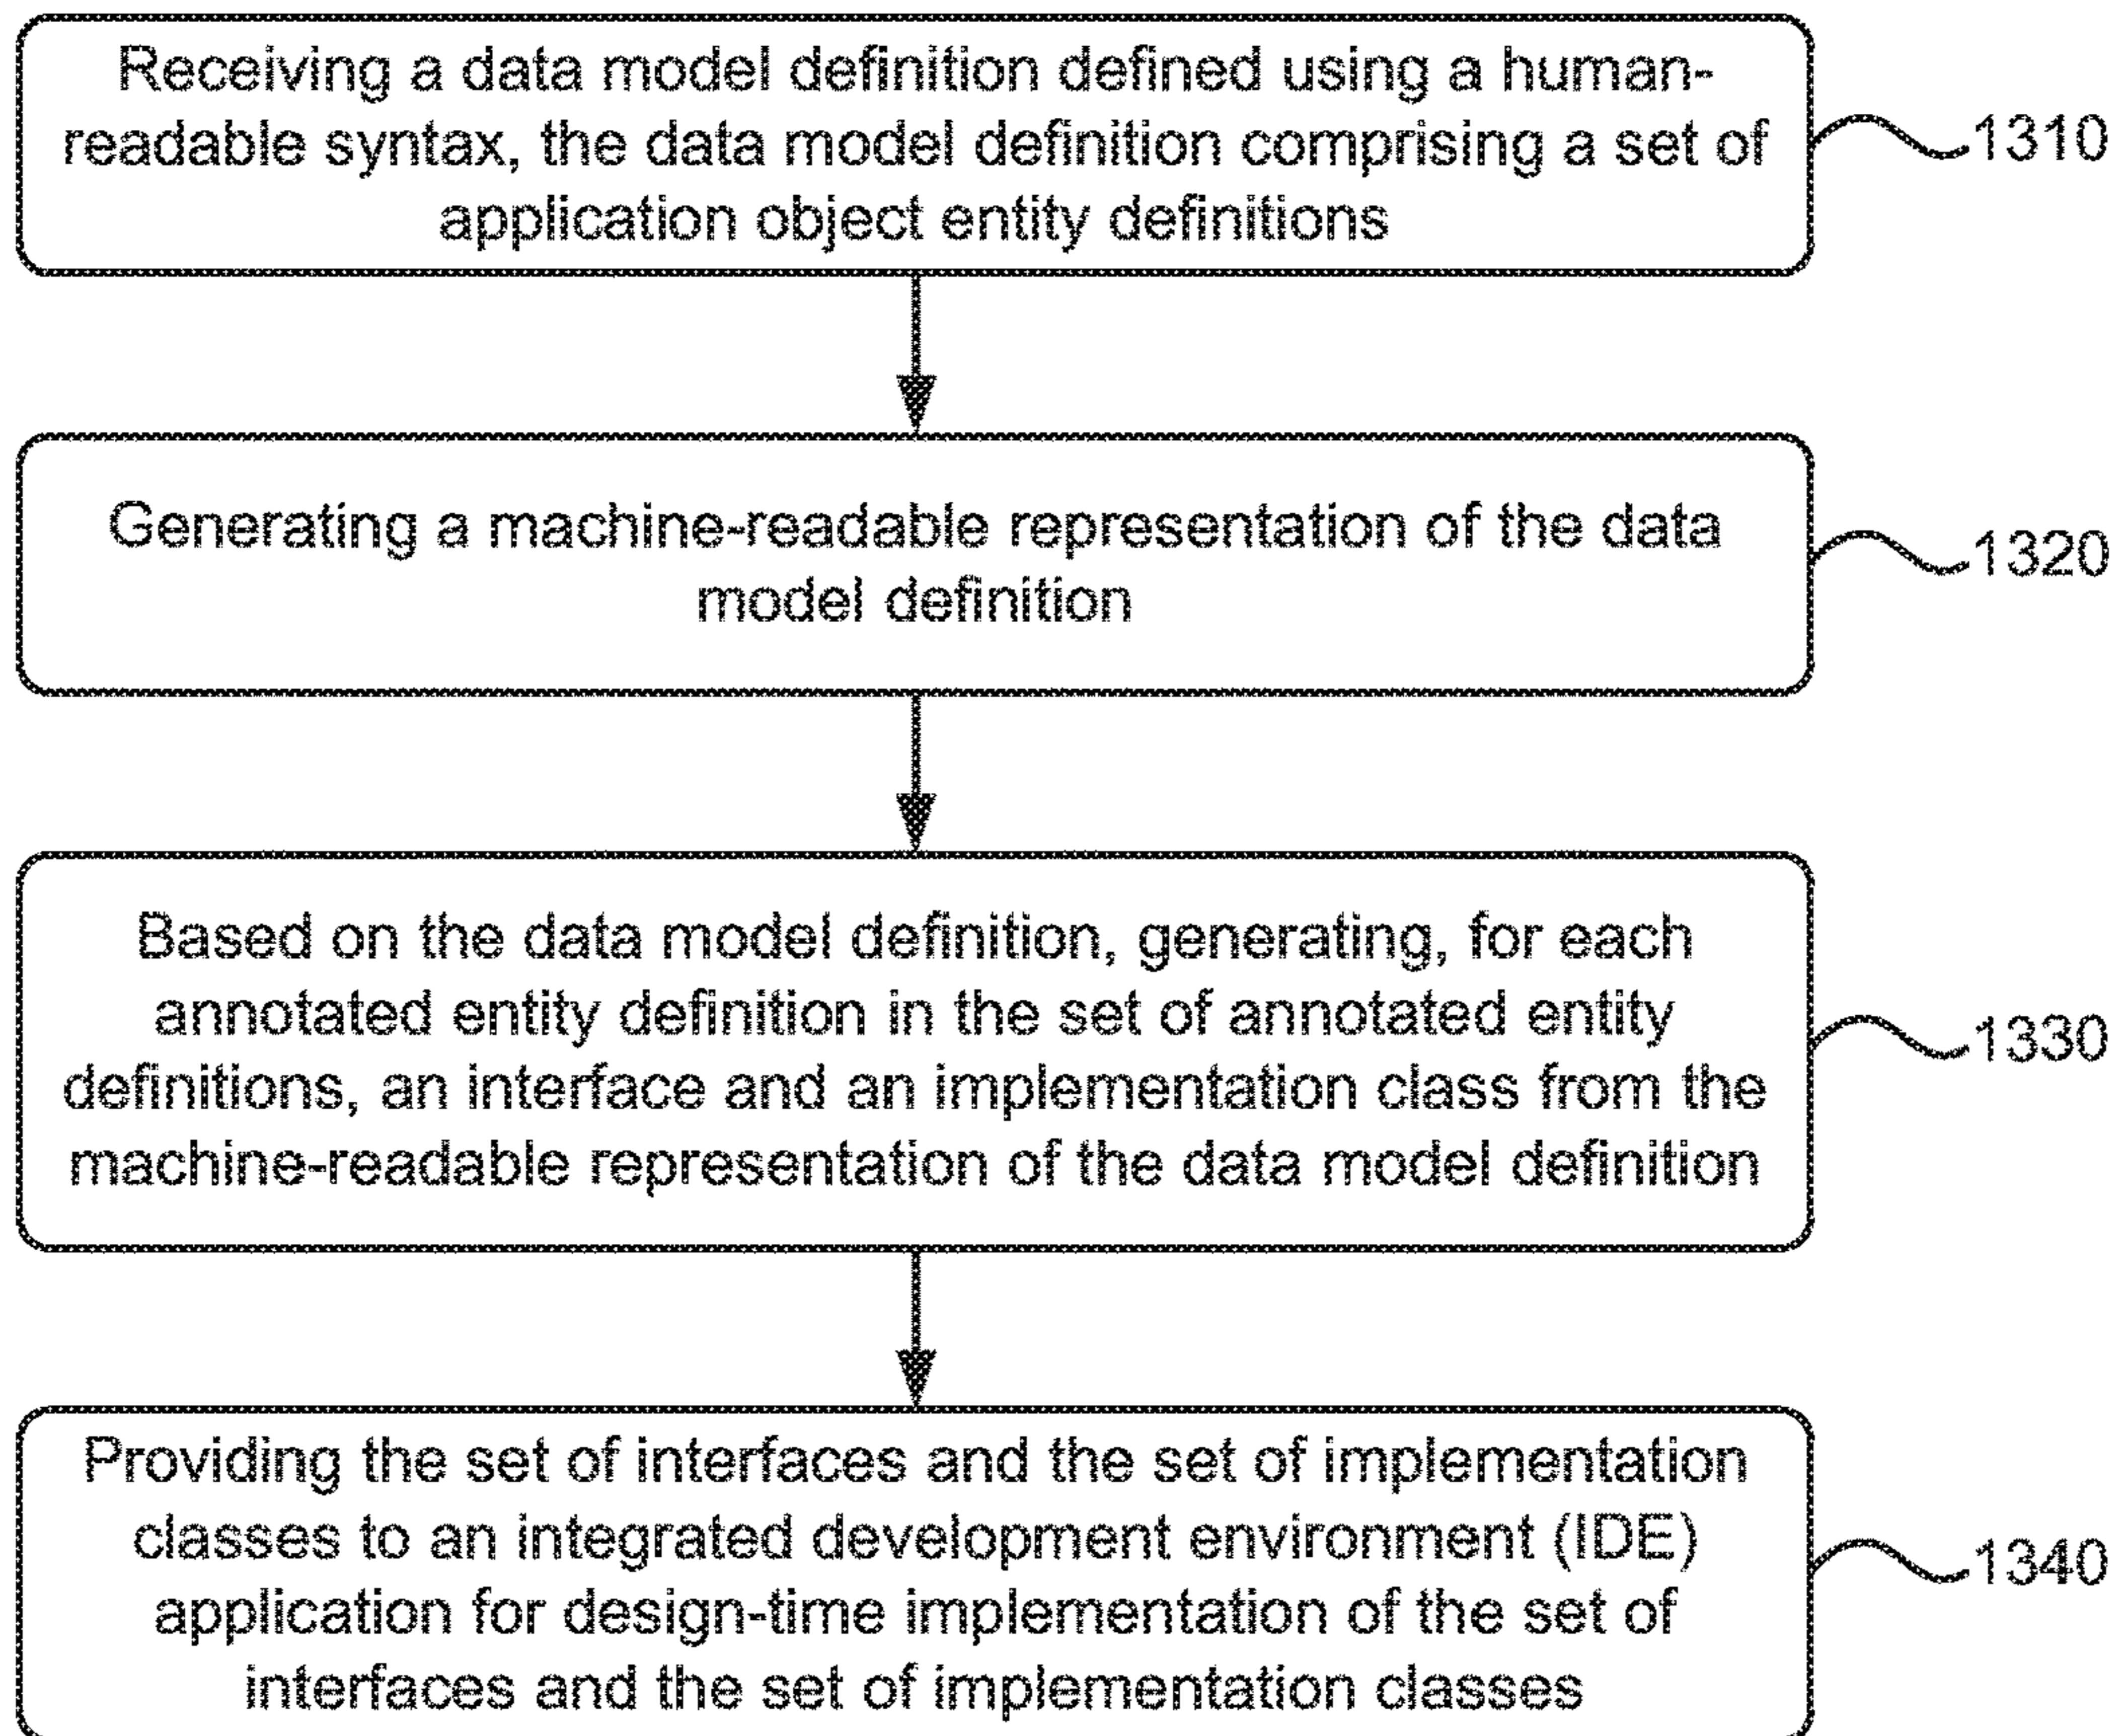 Receiving a data model definition defined using a human-
readable syntax, the data model definition comprising a set of
application object entity definitions
1310
Generating a machine-readable representation of the data
model definition
1320
Based on the data model definition, generating, for each
annotated entity definition in the set of annotated entity
definitions, an interface and an implementation class from the
machine-readable representation of the data model definition
1330
Providing the set of interfaces and the set of implementation
classes to an integrated development environment (IDE)
application for design-time implementation of the set of
interfaces and the set of implementation classes
1340